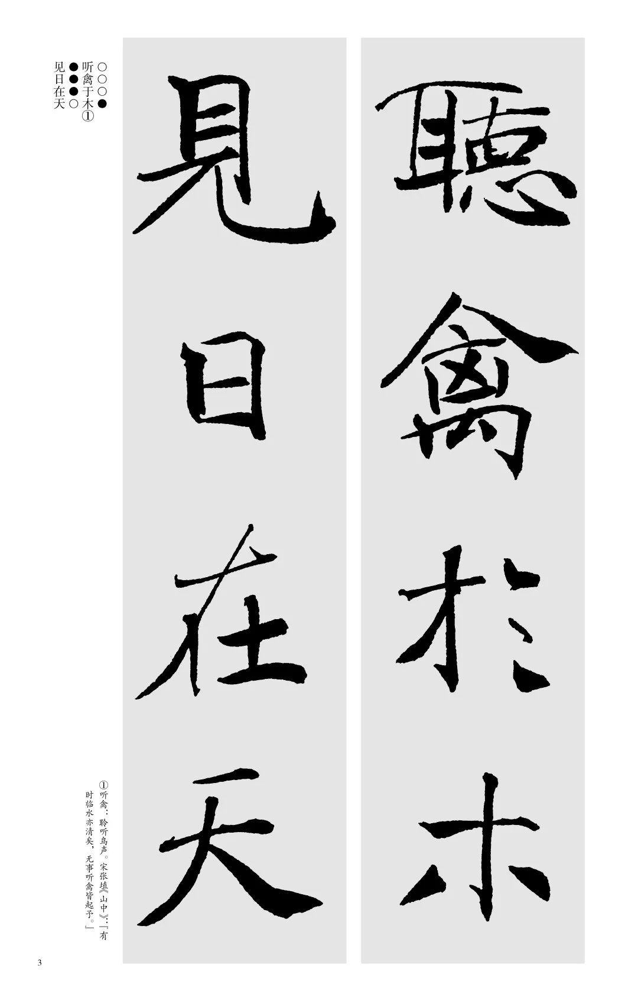 聽禽於木
見日在天
○○○●
听禽于木①
●●●○
见日在天
①听禽：聆听鸟声。宋张埴《山中》：『有
时临水亦清矣，无事听禽皆起予。』
3